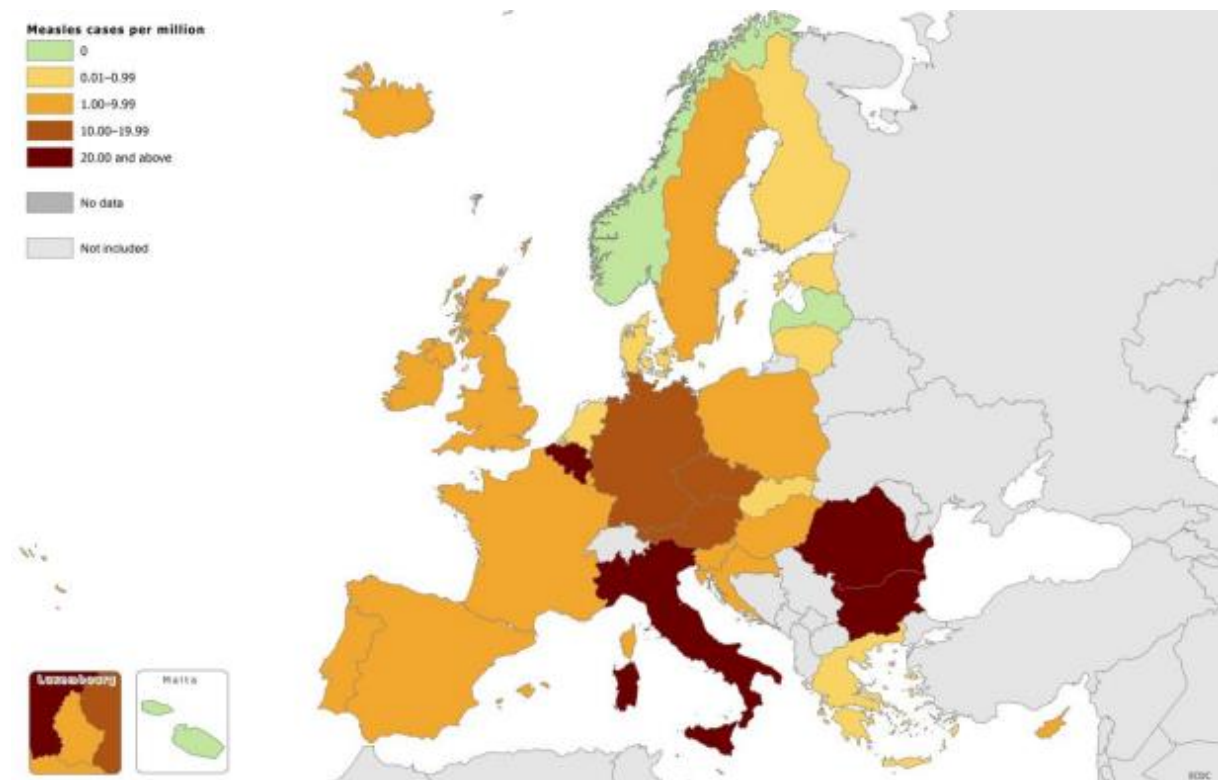 Measles cases per million
0
0.01–0.99
1.00–9.99
10.00–19.99
20.00 and above
No data
Not included
Luxembourg
Malta
ECDC